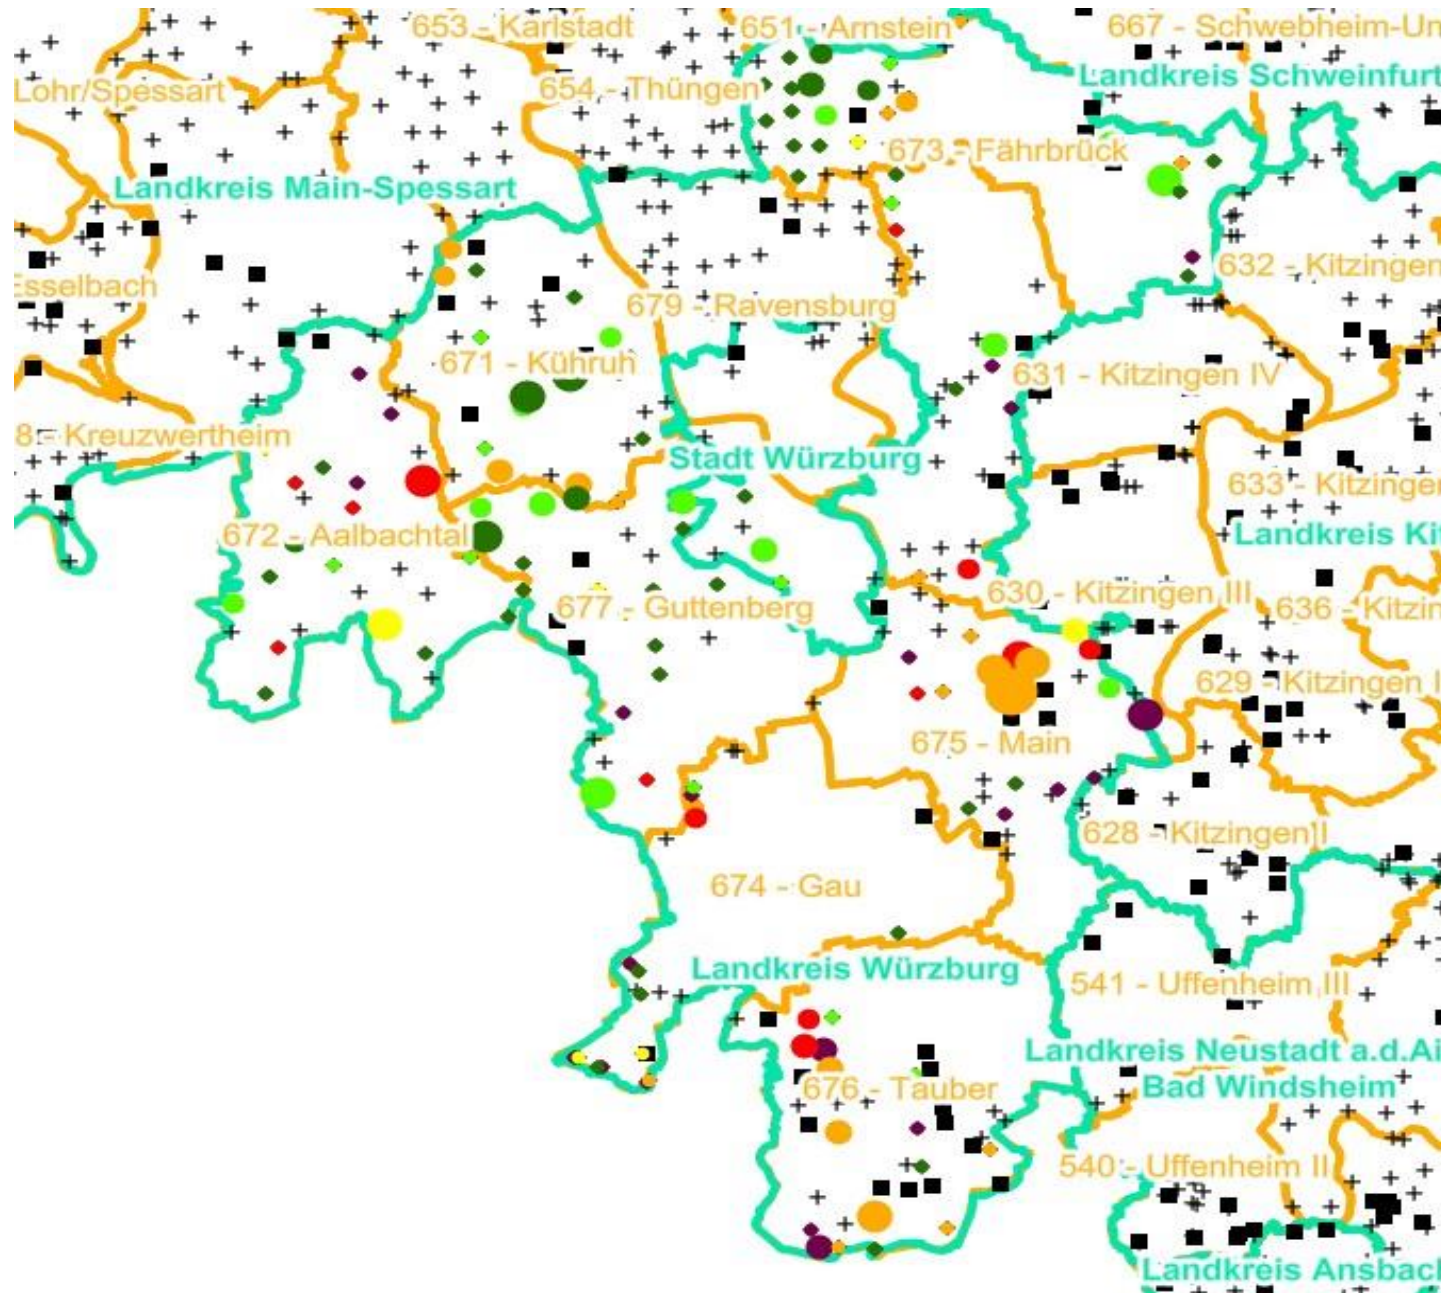 653 - Karlstadt
651 - Arnstein
667 - Schwebheim-Un
Landkreis Schweinfurt
Lohr/Spessart
654 - Thüngen
673 - Fährbrück
Landkreis Main-Spessart
632 - Kitzingen
Esselbach
679 - Ravensburg
671 - Kühruh
631 - Kitzingen IV
8 - Kreuzwertheim
Stadt Würzburg
633 - Kitzingen
672 - Aalbachtal
Landkreis Kit
677 - Guttenberg
630 - Kitzingen III
636 - Kitzin
629 - Kitzingen I
675 - Main
628 - Kitzingen II
674 - Gau
Landkreis Würzburg
541 - Uffenheim III
Landkreis Neustadt a.d.Ai
676 - Tauber
Bad Windsheim
540 - Uffenheim II
Landkreis Ansbach